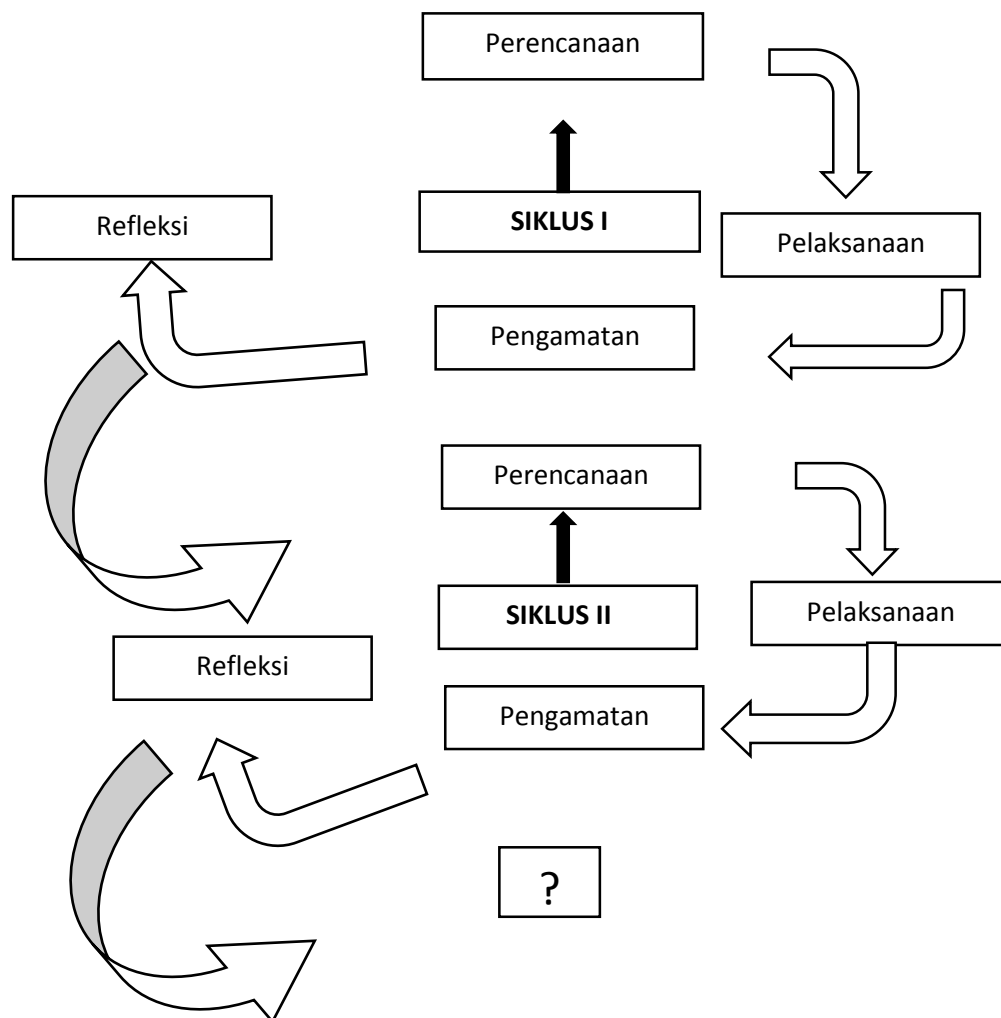 Perencanaan
SIKLUS I
Refleksi
Pelaksanaan
Pengamatan
Perencanaan
SIKLUS II
Pelaksanaan
Refleksi
Pengamatan
?